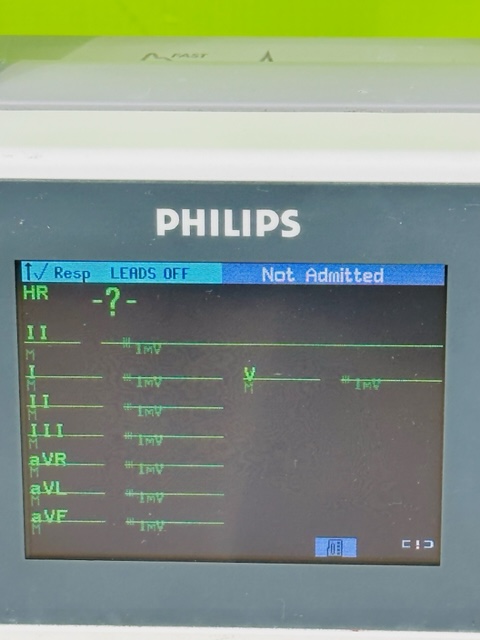 FAST
PHILIPS
Resp LEADS OFF Not Admitted
HR
-?-
II
M 1mV
I V
M 1mV M 1mV
II
M 1mV
III
M 1mV
aVR
M 1mV
aVL
M 1mV
aVF
M 1mV